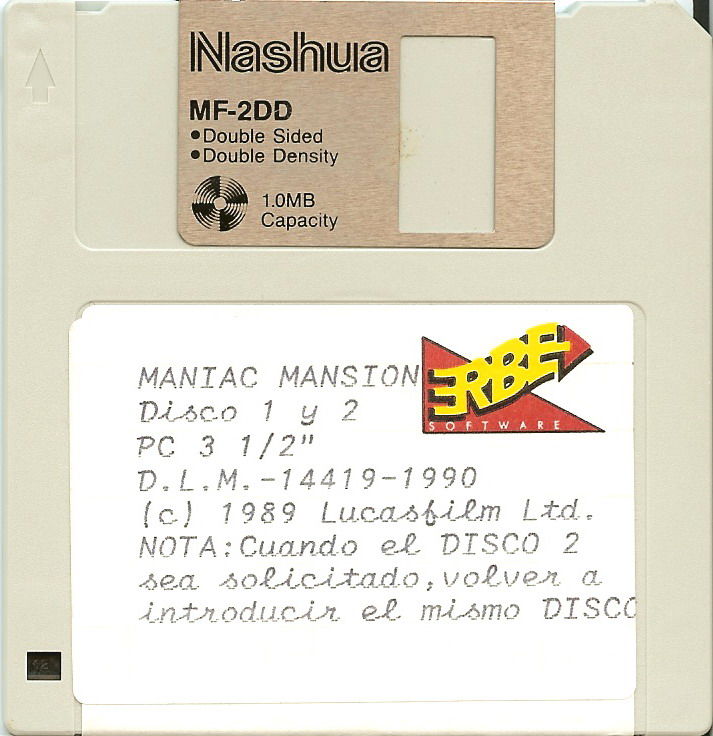 Nashua
MF-2DD
•Double Sided
•Double Density
1.0MB
Capacity
ERBE
SOFTWARE
MANIAC MANSION
Disco 1 y 2
PC 3 1/2"
D.L.M.-14419-1990
(c) 1989 Lucasfilm Ltd.
NOTA:Cuando el DISCO 2
sea solicitado,volver a
introducir el mismo DISCO